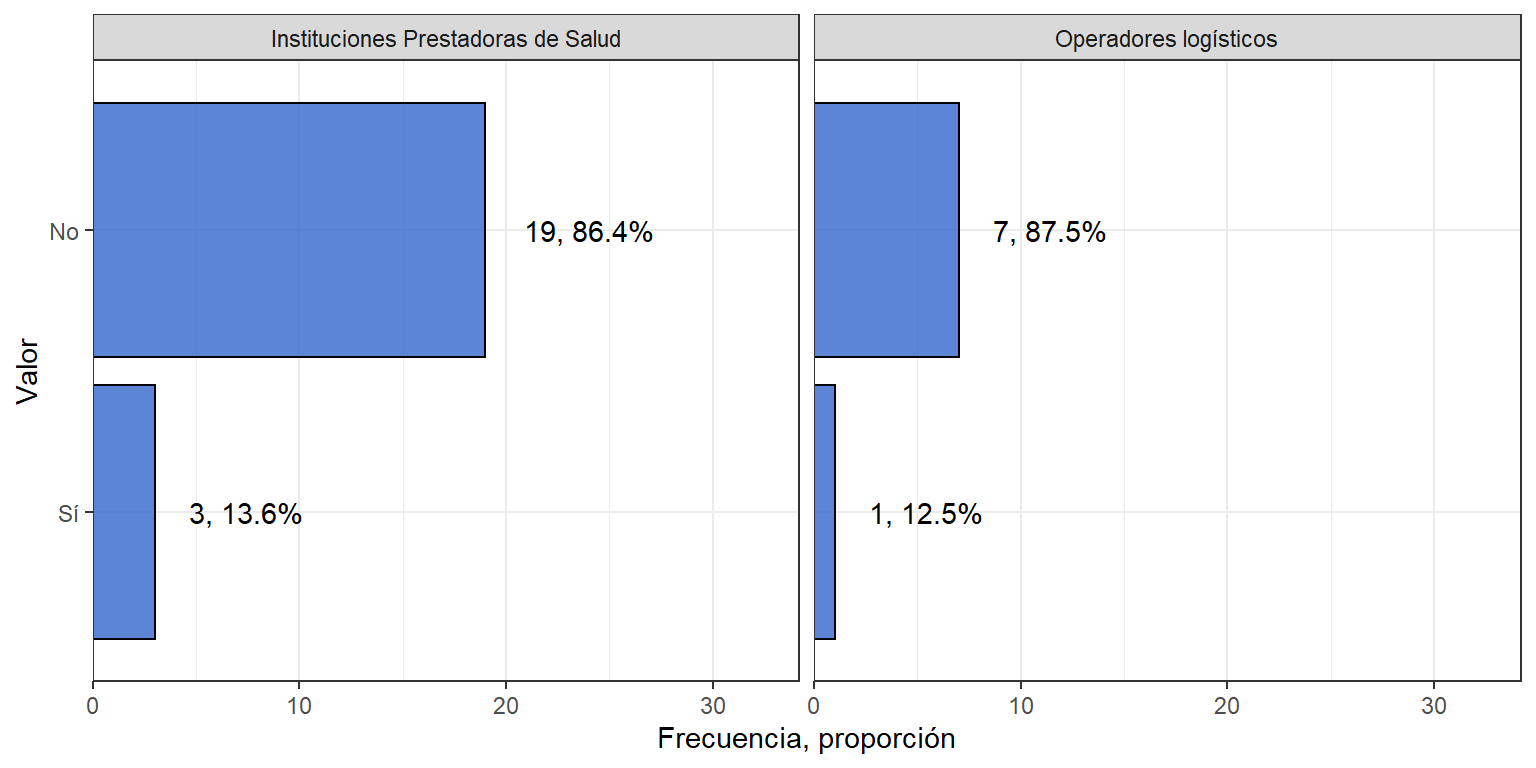 Instituciones Prestadoras de Salud
Operadores logísticos
Valor
No
19, 86.4%
7, 87.5%
Sí
3, 13.6%
1, 12.5%
0 10 20 30 0 10 20 30
Frecuencia, proporción